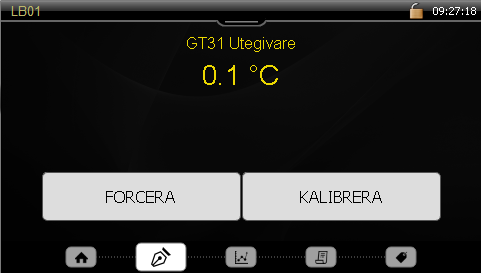 LB01 09:27:18
GT31 Utegivare
0.1 °C
FORCERA KALIBRERA